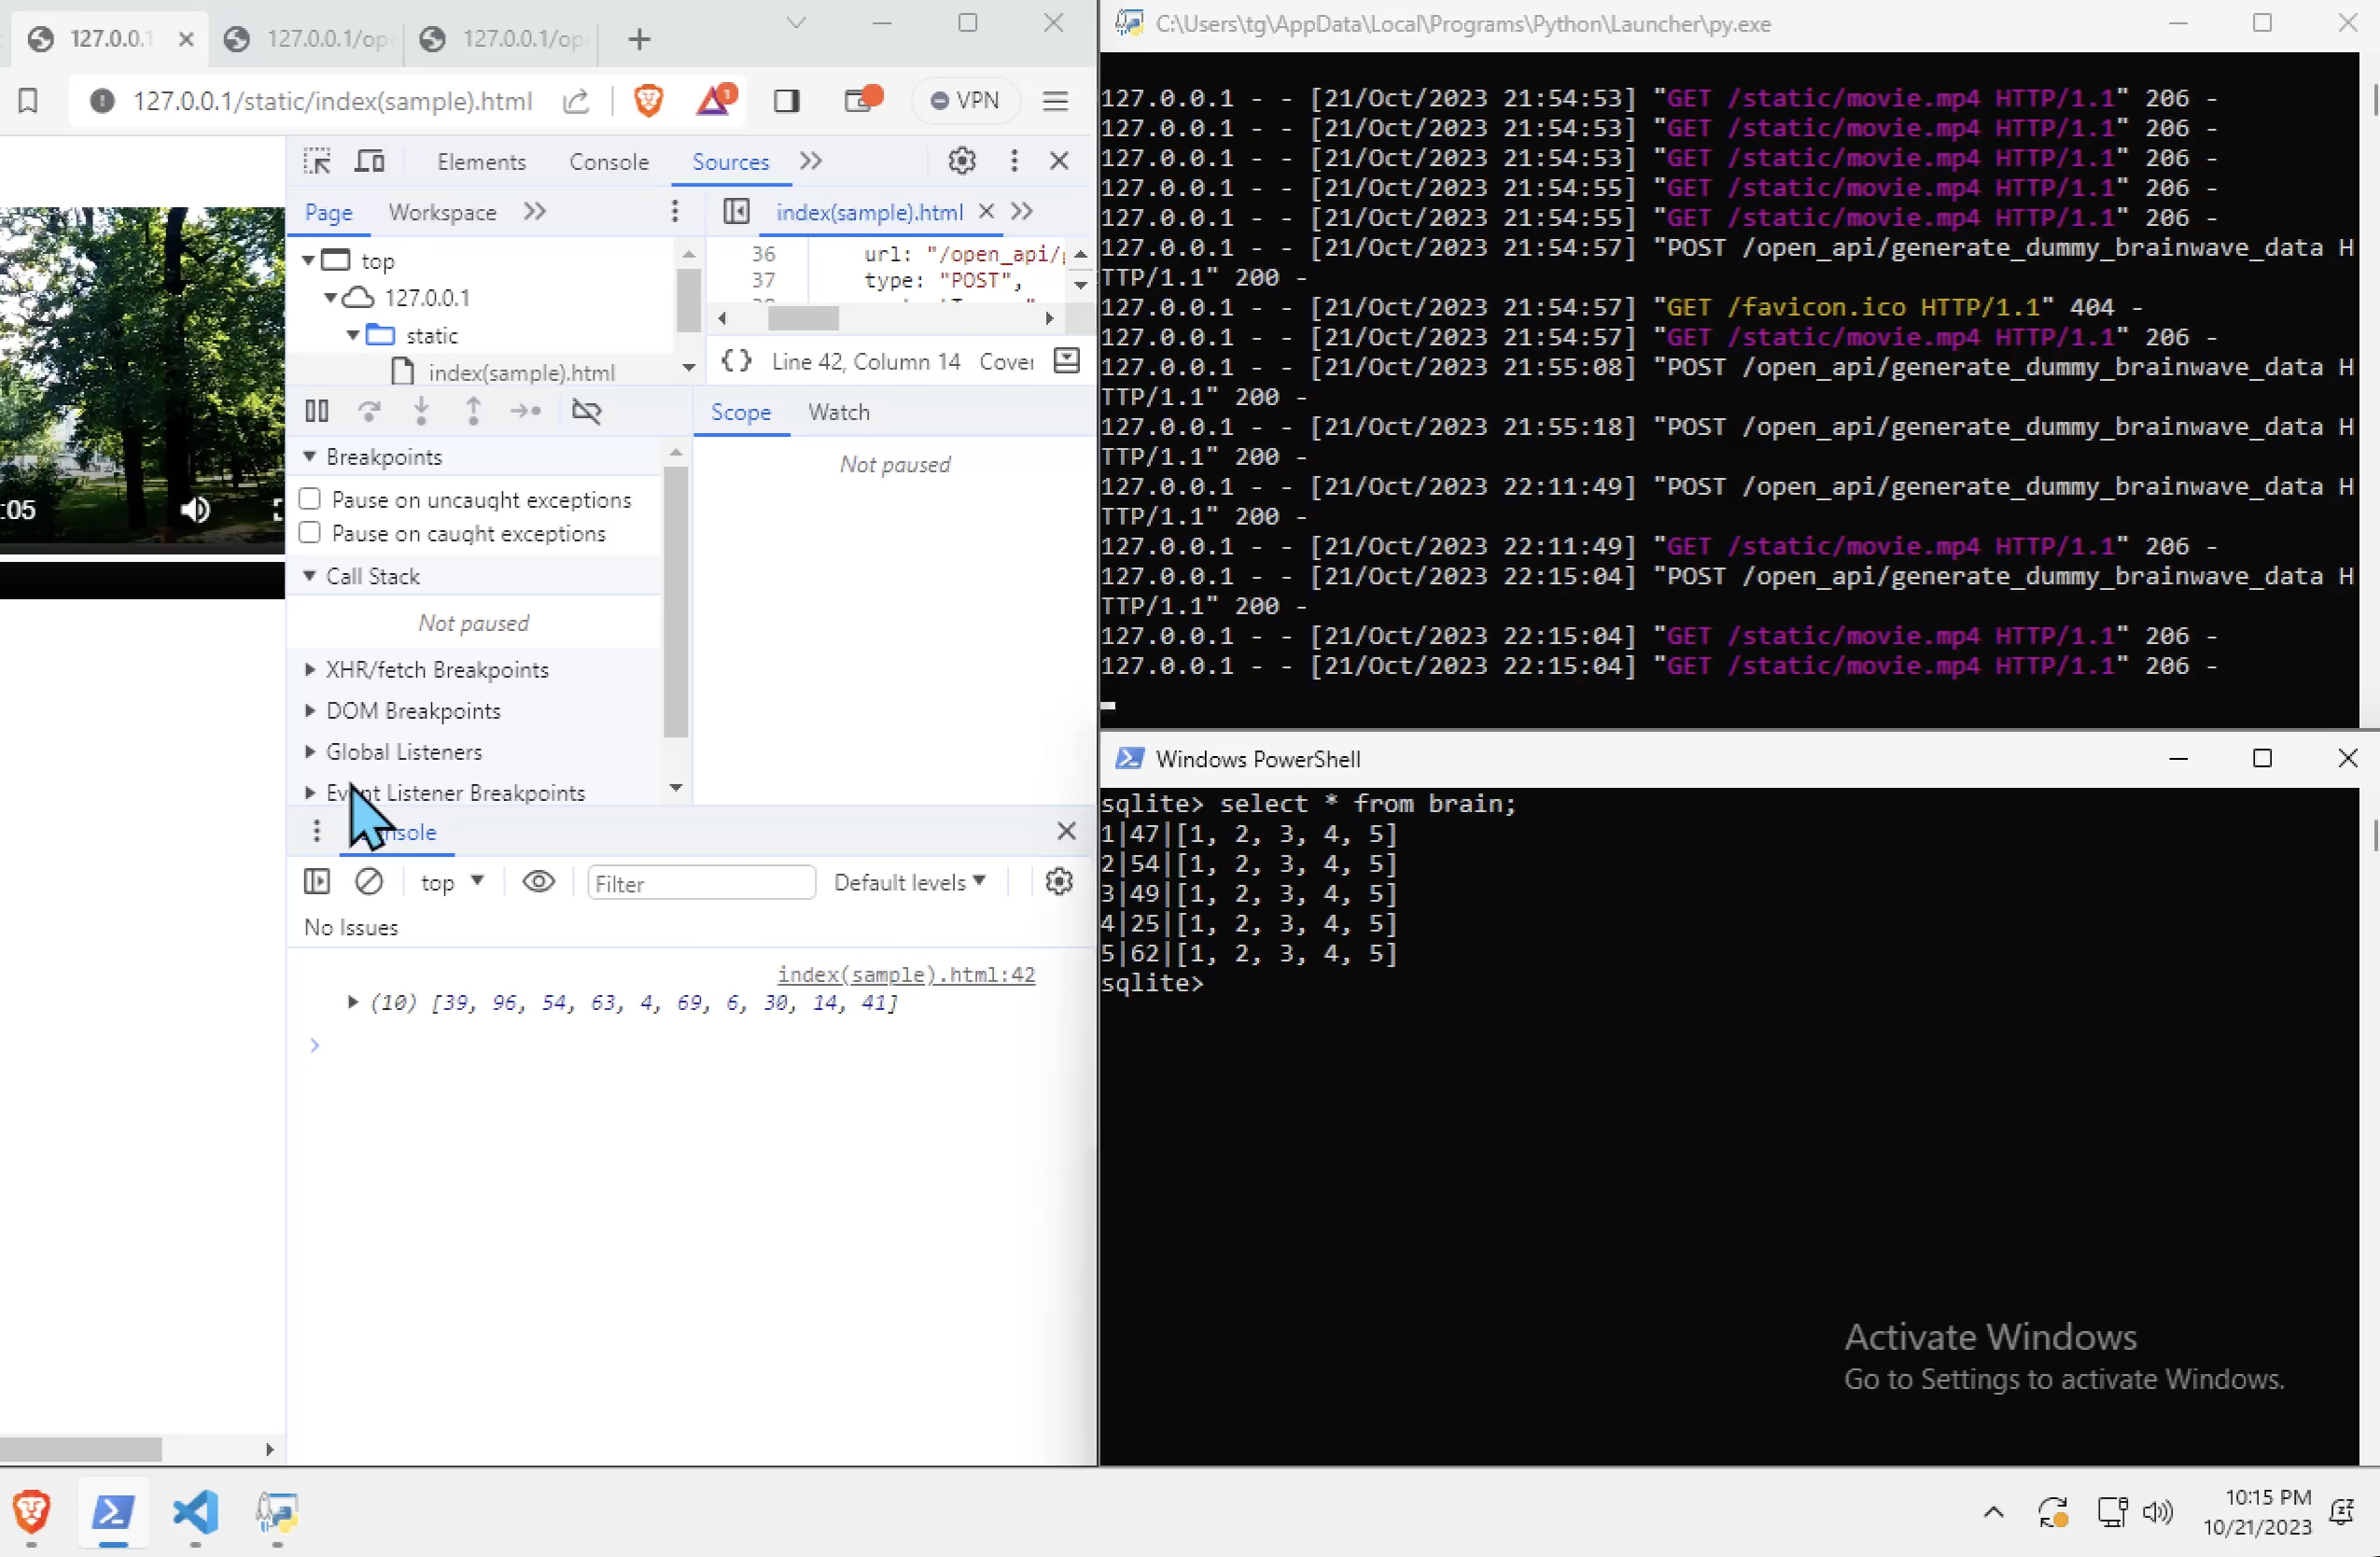 127.0.0.1
127.0.0.1/op
127.0.0.1/op
127.0.0.1/static/index(sample).html
1
VPN
Elements
Console
Sources
Page
Workspace
index(sample).html
top
127.0.0.1
static
index(sample).html
36 url: "/open_api/
37 type: "POST",
{} Line 42, Column 14
Scope
Watch
Not paused
Breakpoints
Pause on uncaught exceptions
Pause on caught exceptions
Call Stack
Not paused
XHR/fetch Breakpoints
DOM Breakpoints
Global Listeners
Listener Breakpoints
:05
top
Filter
Default levels
No Issues
index(sample).html:42
(10) [39, 96, 54, 63, 4, 69, 6, 30, 14, 41]
>
C:\Users\tg\AppData\Local\Programs\Python\Launcher\py.exe
127.0.0.1 - - [21/Oct/2023 21:54:53] "GET /static/movie.mp4 HTTP/1.1" 206 -
127.0.0.1 - - [21/Oct/2023 21:54:53] "GET /static/movie.mp4 HTTP/1.1" 206 -
127.0.0.1 - - [21/Oct/2023 21:54:53] "GET /static/movie.mp4 HTTP/1.1" 206 -
127.0.0.1 - - [21/Oct/2023 21:54:55] "GET /static/movie.mp4 HTTP/1.1" 206 -
127.0.0.1 - - [21/Oct/2023 21:54:55] "GET /static/movie.mp4 HTTP/1.1" 206 -
127.0.0.1 - - [21/Oct/2023 21:54:57] "POST /open_api/generate_dummy_brainwave_data H
TTP/1.1" 200 -
127.0.0.1 - - [21/Oct/2023 21:54:57] "GET /favicon.ico HTTP/1.1" 404 -
127.0.0.1 - - [21/Oct/2023 21:54:57] "GET /static/movie.mp4 HTTP/1.1" 206 -
127.0.0.1 - - [21/Oct/2023 21:55:08] "POST /open_api/generate_dummy_brainwave_data H
TTP/1.1" 200 -
127.0.0.1 - - [21/Oct/2023 21:55:18] "POST /open_api/generate_dummy_brainwave_data H
TTP/1.1" 200 -
127.0.0.1 - - [21/Oct/2023 22:11:49] "POST /open_api/generate_dummy_brainwave_data H
TTP/1.1" 200 -
127.0.0.1 - - [21/Oct/2023 22:11:49] "GET /static/movie.mp4 HTTP/1.1" 206 -
127.0.0.1 - - [21/Oct/2023 22:15:04] "POST /open_api/generate_dummy_brainwave_data H
TTP/1.1" 200 -
127.0.0.1 - - [21/Oct/2023 22:15:04] "GET /static/movie.mp4 HTTP/1.1" 206 -
127.0.0.1 - - [21/Oct/2023 22:15:04] "GET /static/movie.mp4 HTTP/1.1" 206 -
Windows PowerShell
sqlite> select * from brain;
1|47|[1, 2, 3, 4, 5]
2|54|[1, 2, 3, 4, 5]
3|49|[1, 2, 3, 4, 5]
4|25|[1, 2, 3, 4, 5]
5|62|[1, 2, 3, 4, 5]
sqlite>
Activate Windows
Go to Settings to activate Windows.
10:15 PM
10/21/2023